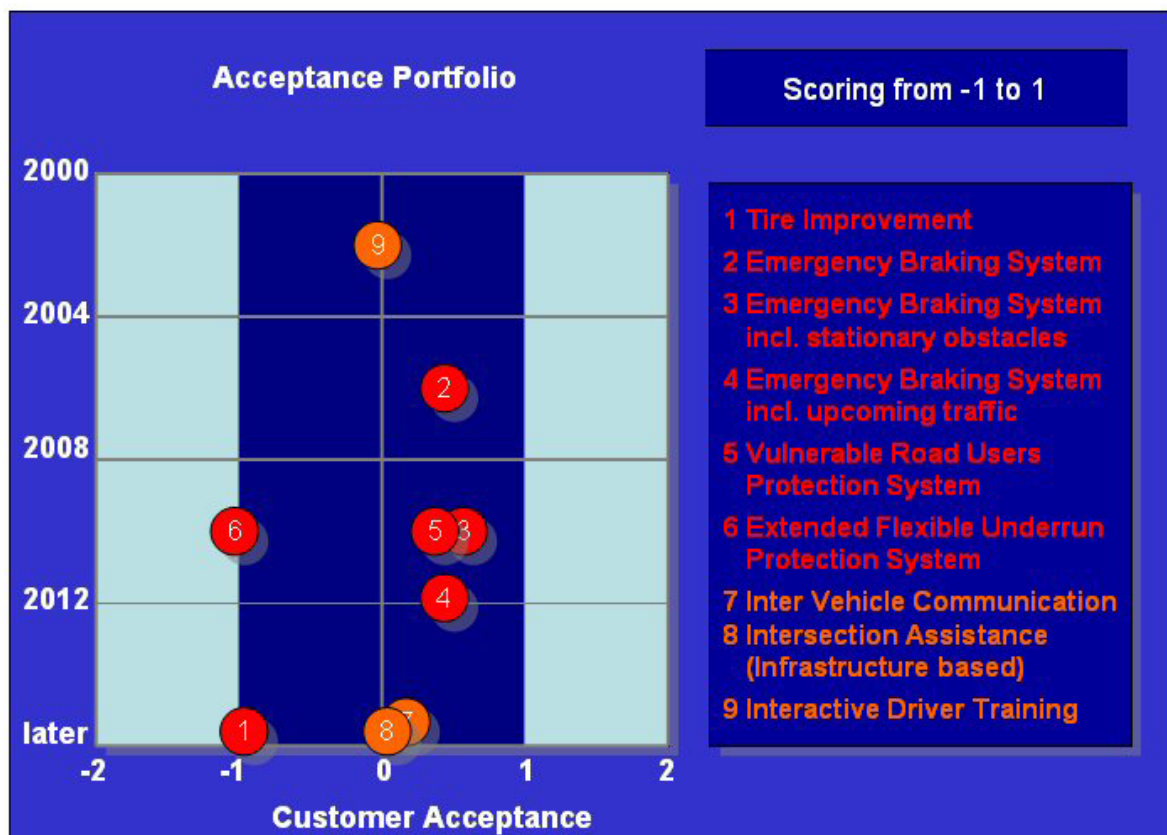 Acceptance Portfolio
Scoring from -1 to 1
2000
2004
2008
2012
later
-2
-1
0
1
2
Customer Acceptance
9
2
6
5
3
4
1
8
7
1 Tire Improvement
2 Emergency Braking System
3 Emergency Braking System
incl. stationary obstacles
4 Emergency Braking System
incl. upcoming traffic
5 Vulnerable Road Users
Protection System
6 Extended Flexible Underrun
Protection System
7 Inter Vehicle Communication
8 Intersection Assistance
(Infrastructure based)
9 Interactive Driver Training